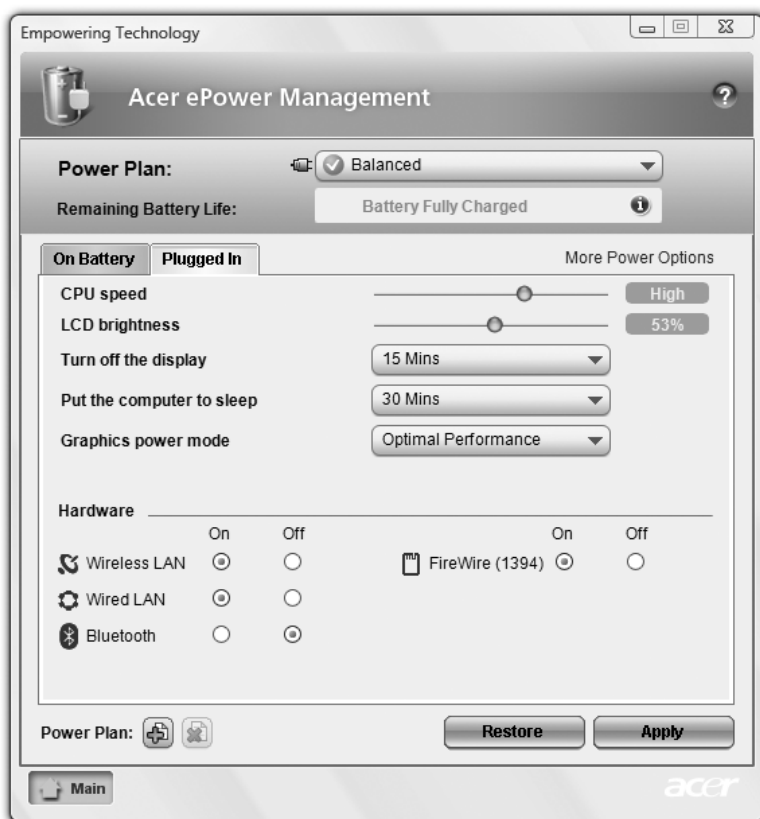 Empowering Technology
Acer ePower Management ?
Power Plan: Balanced
Remaining Battery Life: Battery Fully Charged i
On Battery Plugged In More Power Options
CPU speed High
LCD brightness 53%
Turn off the display 15 Mins
Put the computer to sleep 30 Mins
Graphics power mode Optimal Performance
Hardware
On Off On Off
Wireless LAN FireWire (1394)
Wired LAN
Bluetooth
Power Plan: Restore Apply
Main acer